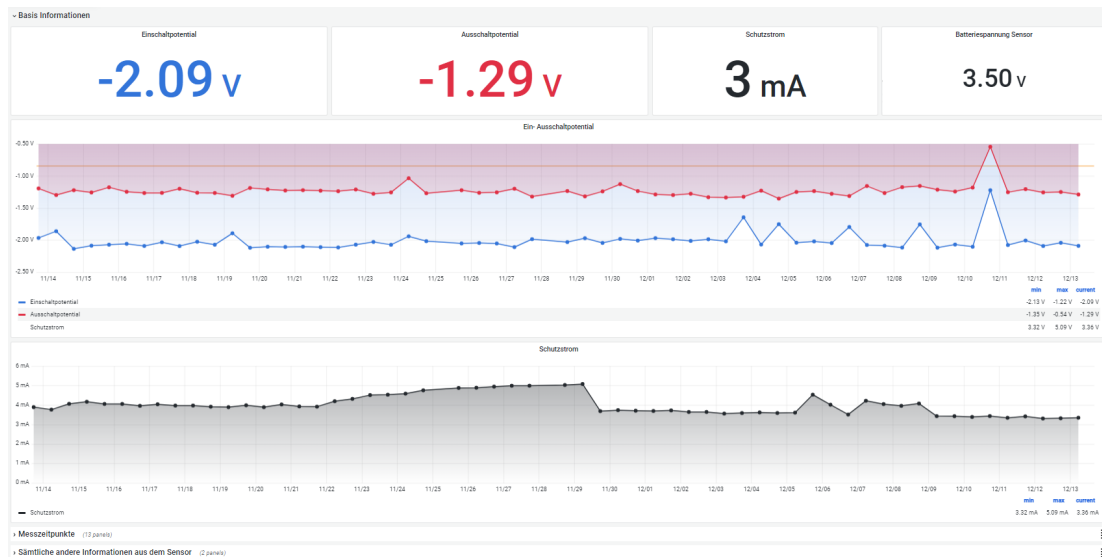 Basis Informationen
Einschaltpotential Ausschaltpotential Schutzstrom Batteriespannung Sensor
-2.09 V -1.29 V 3 mA 3.50 V
Ein- Ausschaltpotential
-0.50 V
-1.00 V
-1.50 V
-2.00 V
-2.50 V
11/14 11/15 11/16 11/17 11/18 11/19 11/20 11/21 11/22 11/23 11/24 11/25 11/26 11/27 11/28 11/29 11/30 12/01 12/02 12/03 12/04 12/05 12/06 12/07 12/08 12/09 12/10 12/11 12/12 12/13
min max current
Einschaltpotential -2.13 V -1.22 V -2.09 V
Ausschaltpotential -1.35 V -0.54 V -1.29 V
Schutzstrom 3.32 V 5.09 V 3.36 V
Schutzstrom
6 mA
5 mA
4 mA
3 mA
2 mA
1 mA
0 mA
11/14 11/15 11/16 11/17 11/18 11/19 11/20 11/21 11/22 11/23 11/24 11/25 11/26 11/27 11/28 11/29 11/30 12/01 12/02 12/03 12/04 12/05 12/06 12/07 12/08 12/09 12/10 12/11 12/12 12/13
min max current
Schutzstrom 3.32 mA 5.09 mA 3.36 mA
Messzeitpunkte (13 panels)
Sämtliche andere Informationen aus dem Sensor (2 panels)